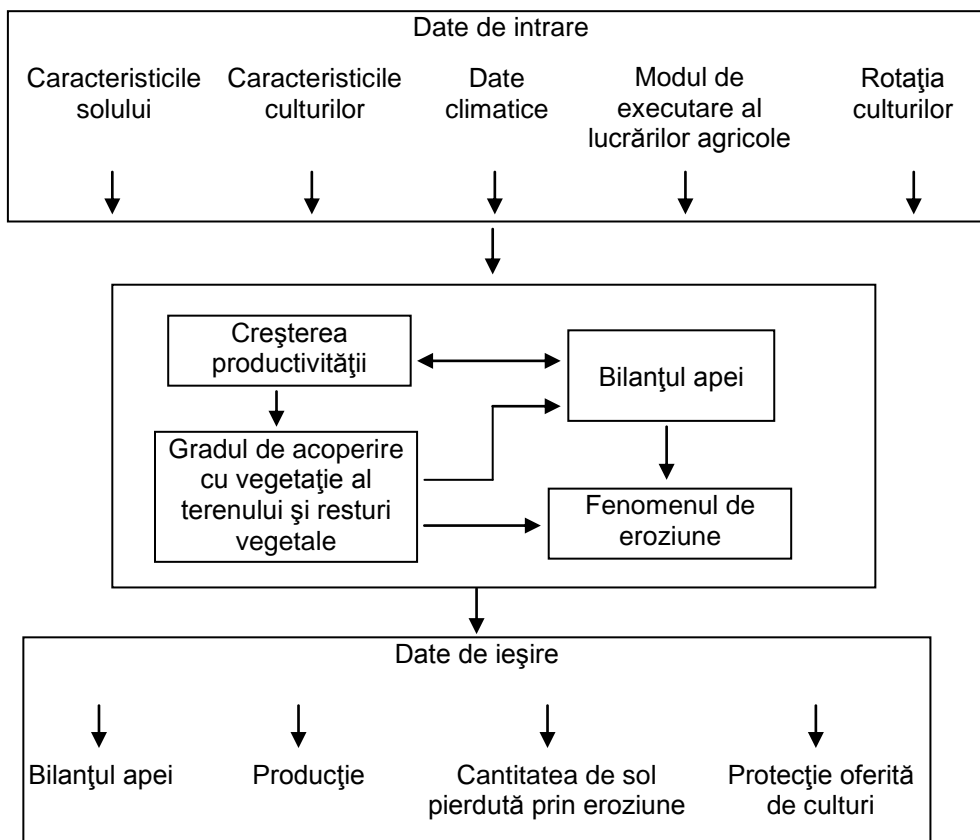 Date de intrare
Caracteristicile
solului
Caracteristicile
culturilor
Date
climatice
Modul de
executare al
lucrărilor agricole
Rotaţia
culturilor
Creşterea
productivităţii
Bilanţul apei
Gradul de acoperire
cu vegetaţie al
terenului şi resturi
vegetale
Fenomenul de
eroziune
Date de ieşire
Bilanţul apei
Producţie
Cantitatea de sol
pierdută prin eroziune
Protecţie oferită
de culturi